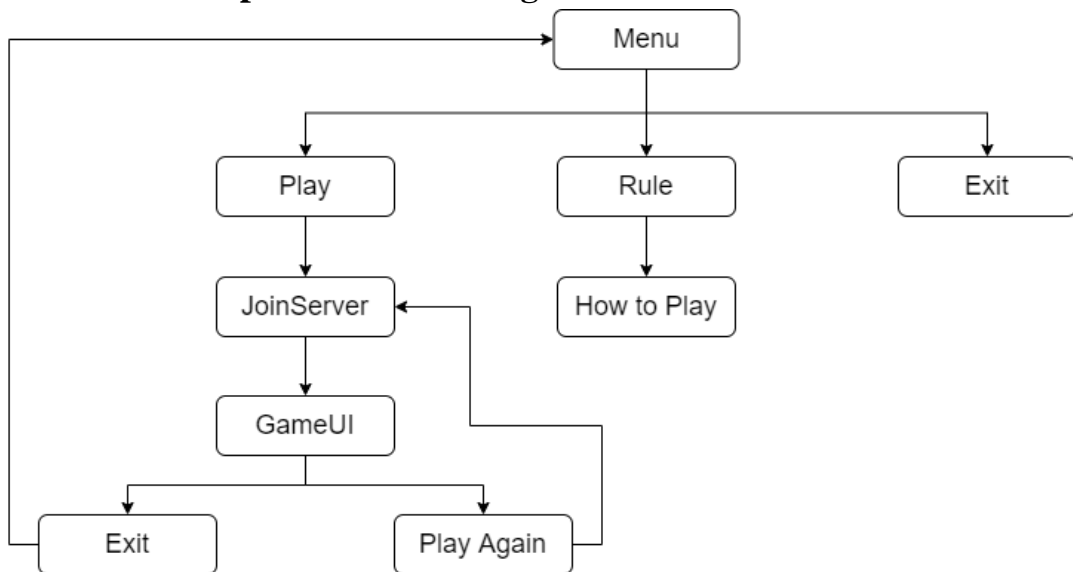 Menu
Play
Rule
Exit
JoinServer
How to Play
GameUI
Exit
Play Again